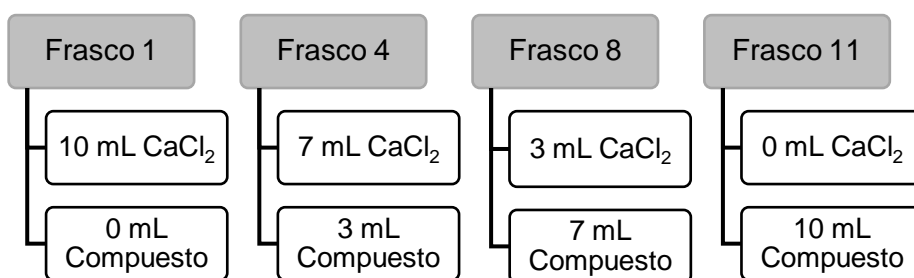 Frasco 1
10 mL CaCl₂
0 mL
Compuesto
Frasco 4
7 mL CaCl₂
3 mL
Compuesto
Frasco 8
3 mL CaCl₂
7 mL
Compuesto
Frasco 11
0 mL CaCl₂
10 mL
Compuesto